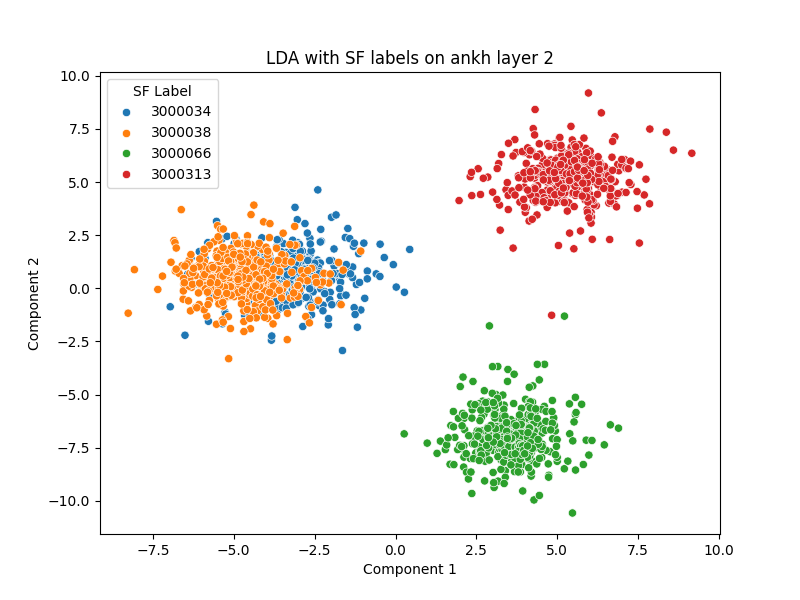 LDA with SF labels on ankh layer 2
SF Label
3000034
3000038
3000066
3000313
10.0
7.5
5.0
2.5
0.0
−2.5
−5.0
−7.5
−10.0
Component 2
−7.5 −5.0 −2.5 0.0 2.5 5.0 7.5 10.0
Component 1